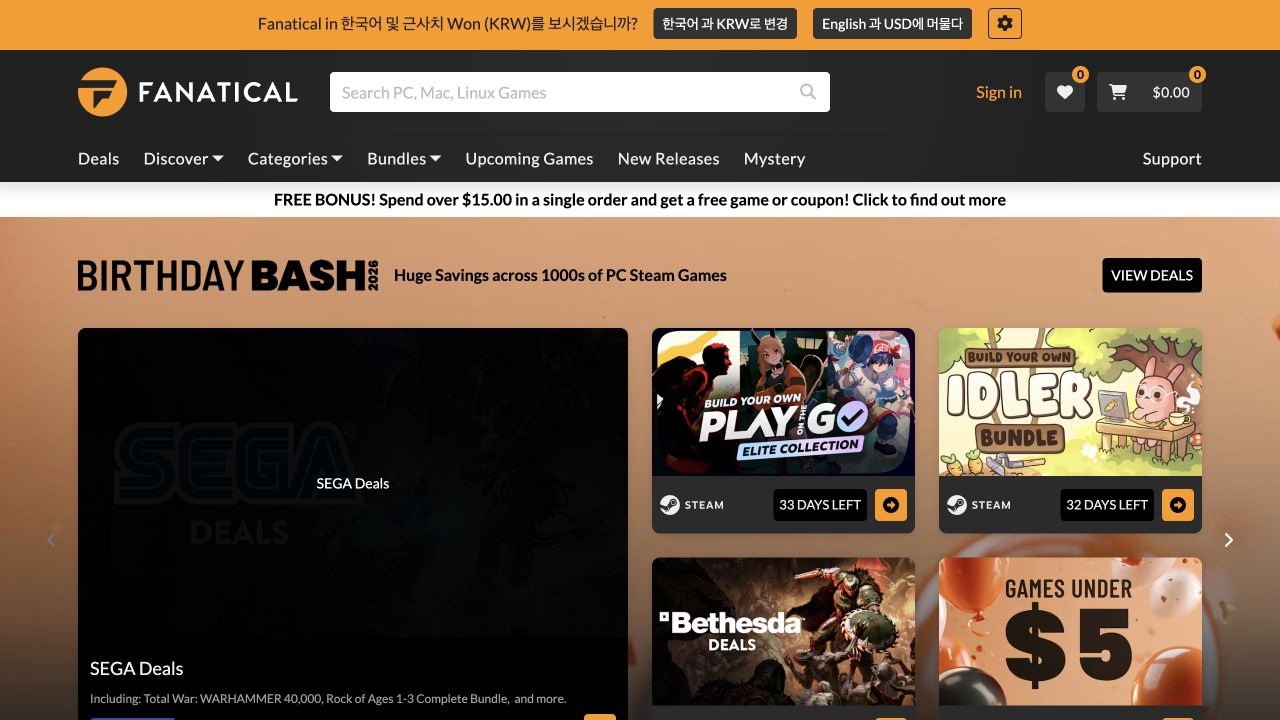 Fanatical in 한국어 및 근사치 Won (KRW)를 보시겠습니까?
한국어 과 KRW로 변경
English 과 USD에 머물다
FANATICAL
Search PC, Mac, Linux Games
Sign in
0
0
$0.00
Deals
Discover
Categories
Bundles
Upcoming Games
New Releases
Mystery
Support
FREE BONUS! Spend over $15.00 in a single order and get a free game or coupon! Click to find out more
BIRTHDAY BASH 2026
Huge Savings across 1000s of PC Steam Games
VIEW DEALS
SEGA®
DEALS
SEGA Deals
SEGA Deals
Including: Total War: WARHAMMER 40,000, Rock of Ages 1-3 Complete Bundle, and more.
BUILD YOUR OWN
PLAY ON THE GO
ELITE COLLECTION
STEAM
33 DAYS LEFT
BUILD YOUR OWN
IDLER
BUNDLE
STEAM
32 DAYS LEFT
Bethesda
DEALS
GAMES UNDER
$5